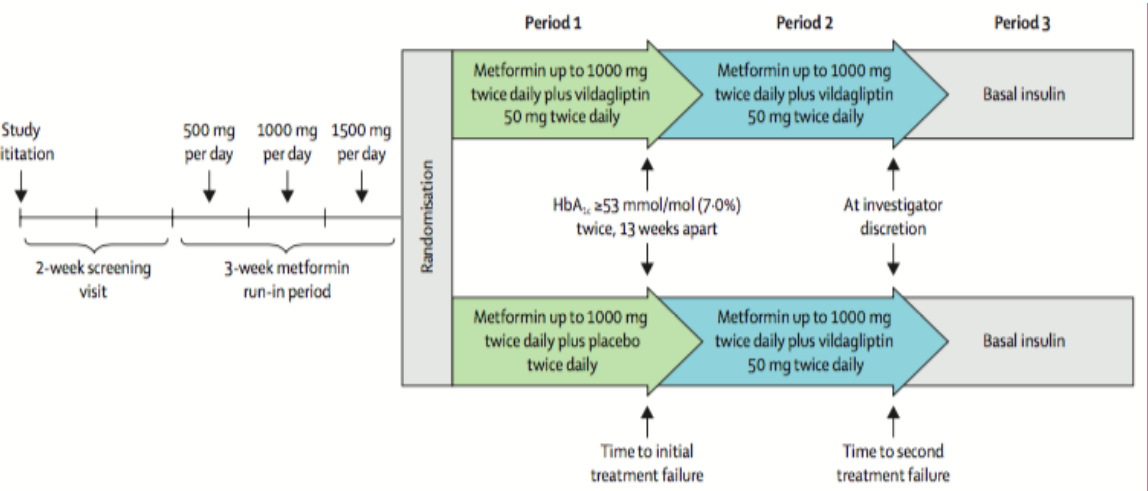 Period 1
Period 2
Period 3
Metformin up to 1000 mg
twice daily plus vildagliptin
50 mg twice daily
Metformin up to 1000 mg
twice daily plus vildagliptin
50 mg twice daily
Basal insulin
Study
ititation
500 mg
per day
1000 mg
per day
1500 mg
per day
2-week screening
visit
3-week metformin
run-in period
Randomisation
HbA1c ≥53 mmol/mol (7·0%)
twice, 13 weeks apart
At investigator
discretion
Metformin up to 1000 mg
twice daily plus placebo
twice daily
Metformin up to 1000 mg
twice daily plus vildagliptin
50 mg twice daily
Basal insulin
Time to initial
treatment failure
Time to second
treatment failure